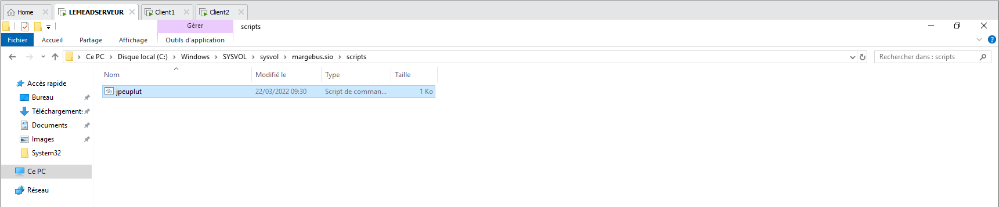 Home LEMEADSERVEUR Client1 Client2
Gérer scripts
Fichier Accueil Partage Affichage Outils d'application
Ce PC Disque local (C:) Windows SYSVOL sysvol margebus.sio scripts Rechercher dans : scripts
Nom Modifié le Type Taille
Accès rapide
jpeuplut 22/03/2022 09:30 Script de comman... 1 Ko
Bureau
Téléchargements
Documents
Images
System32
Ce PC
Réseau